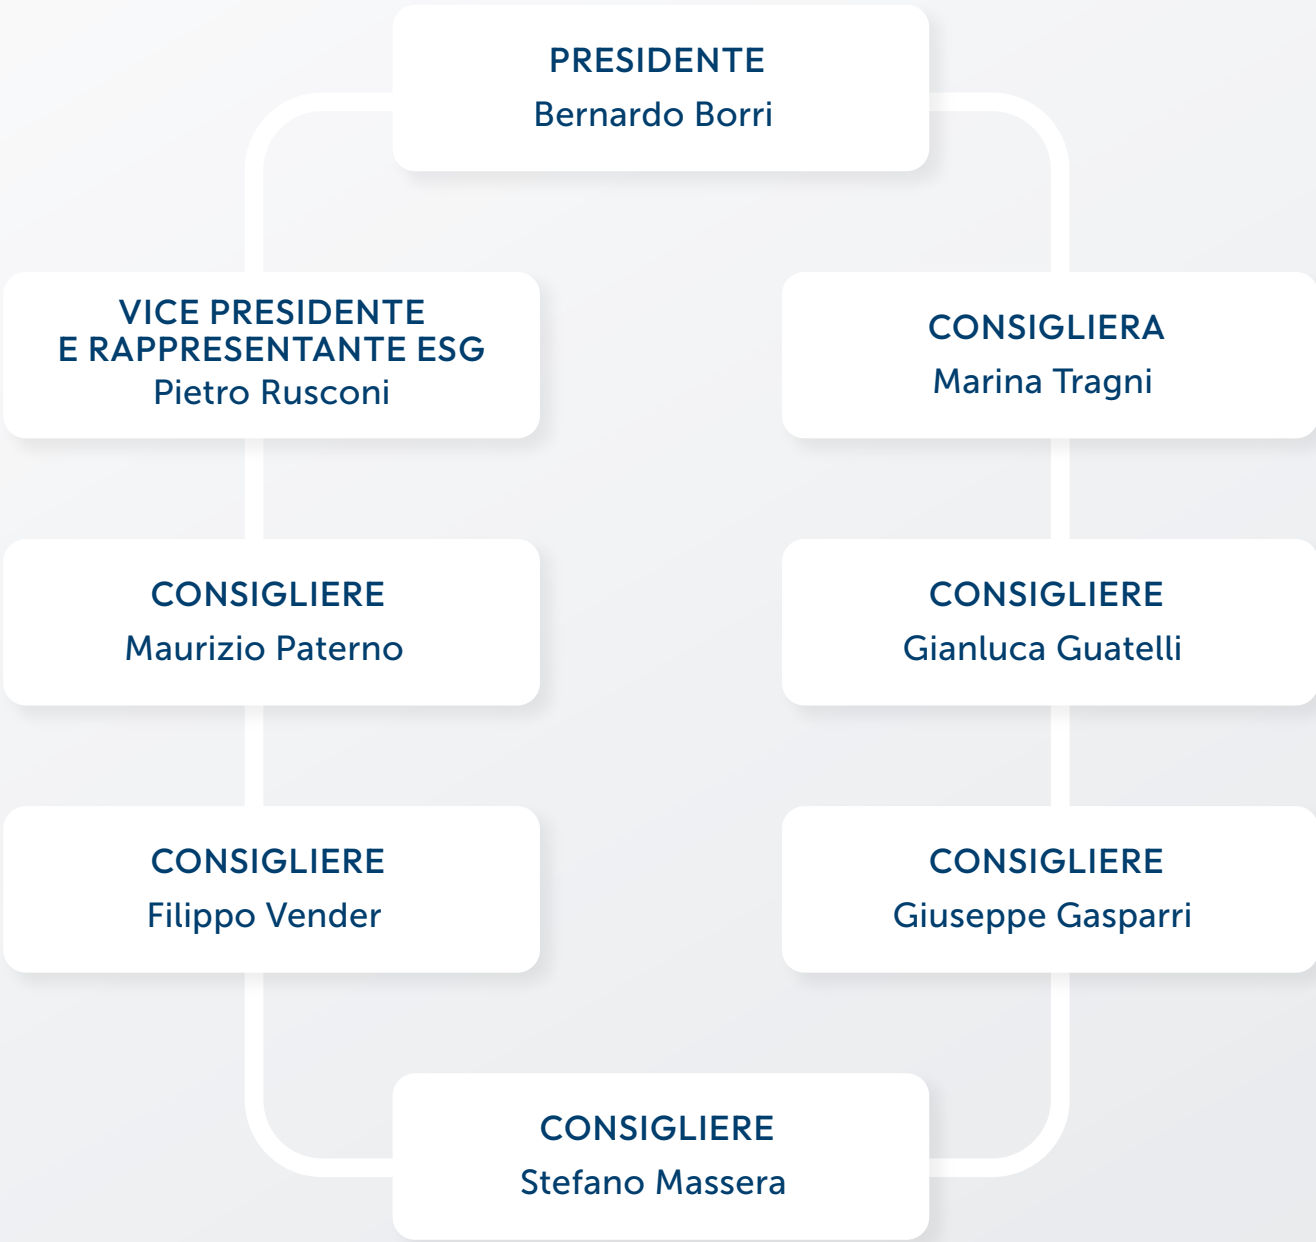 PRESIDENTE
Bernardo Borri
VICE PRESIDENTE
E RAPPRESENTANTE ESG
Pietro Rusconi
CONSIGLIERA
Marina Tragni
CONSIGLIERE
Maurizio Paterno
CONSIGLIERE
Gianluca Guatelli
CONSIGLIERE
Filippo Vender
CONSIGLIERE
Giuseppe Gasparri
CONSIGLIERE
Stefano Massera